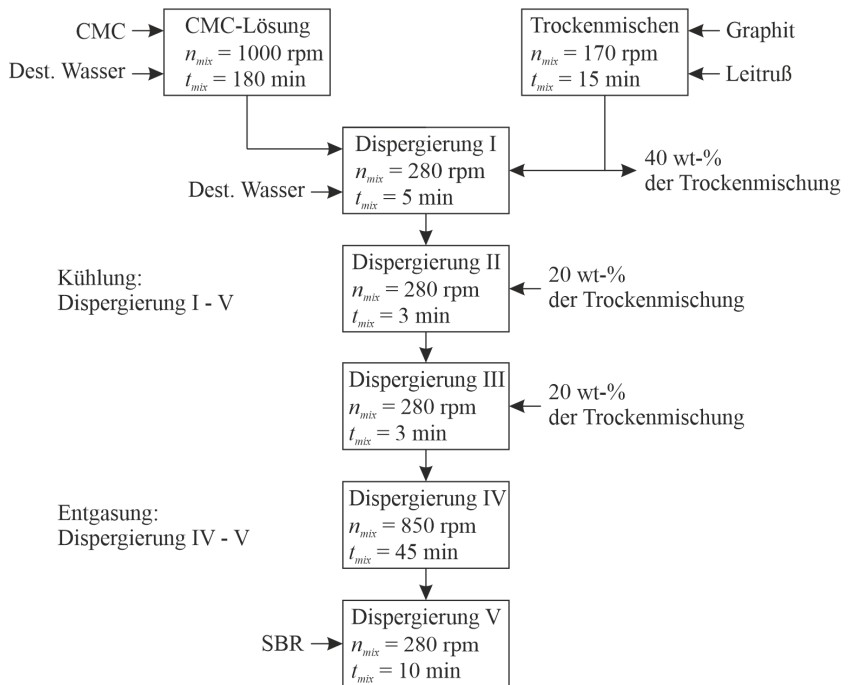 CMC
Dest. Wasser
CMC-Lösung
n_mix = 1000 rpm
t_mix = 180 min
Trockenmischen
n_mix = 170 rpm
t_mix = 15 min
Graphit
Leitruß
Dispergierung I
n_mix = 280 rpm
t_mix = 5 min
Dest. Wasser
40 wt-%
der Trockenmischung
Kühlung:
Dispergierung I - V
Dispergierung II
n_mix = 280 rpm
t_mix = 3 min
20 wt-%
der Trockenmischung
Dispergierung III
n_mix = 280 rpm
t_mix = 3 min
20 wt-%
der Trockenmischung
Entgasung:
Dispergierung IV - V
Dispergierung IV
n_mix = 850 rpm
t_mix = 45 min
SBR
Dispergierung V
n_mix = 280 rpm
t_mix = 10 min